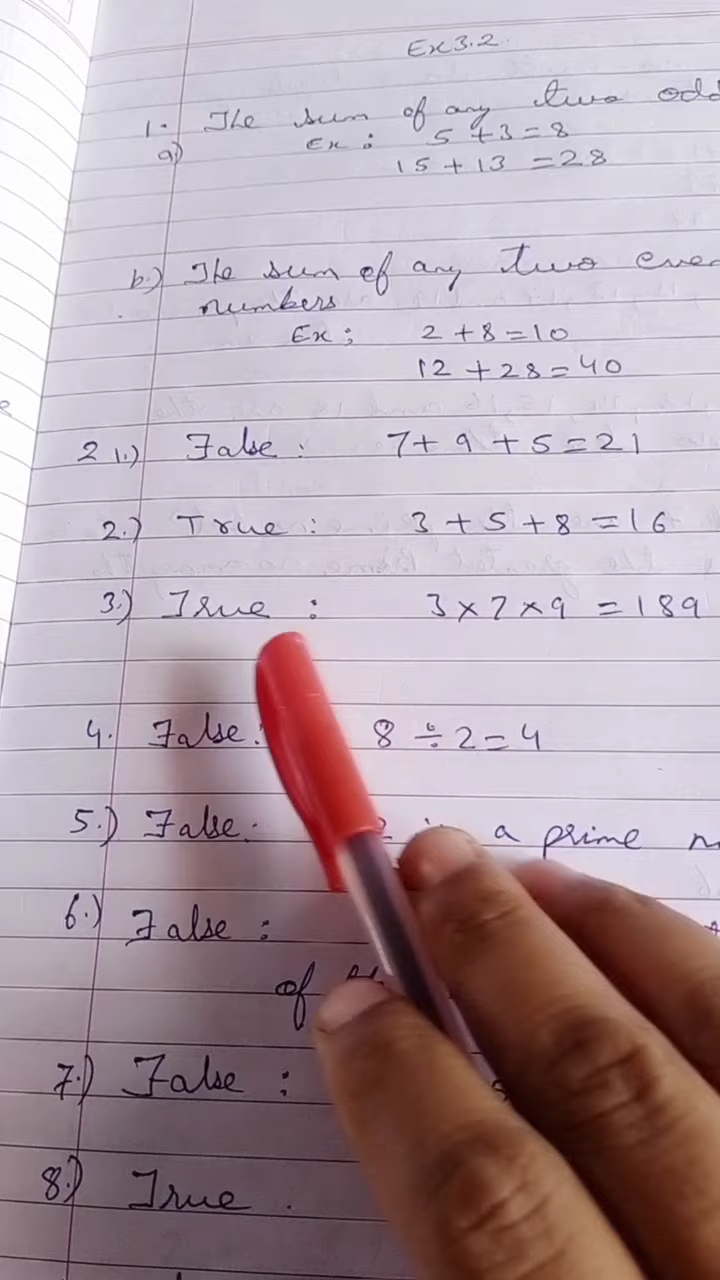 Ex 3.2
1. The sum of any two odd
a) Ex : 5 + 3 = 8
15 + 13 = 28
b.) The sum of any two even
numbers
Ex : 2 + 8 = 10
12 + 28 = 40
2 1.) False : 7 + 9 + 5 = 21
2.) True : 3 + 5 + 8 = 16
3.) True : 3 × 7 × 9 = 189
4. False : 8 ÷ 2 = 4
5.) False. 2 is a prime
6.) False :
of
7.) False :
8.) True .